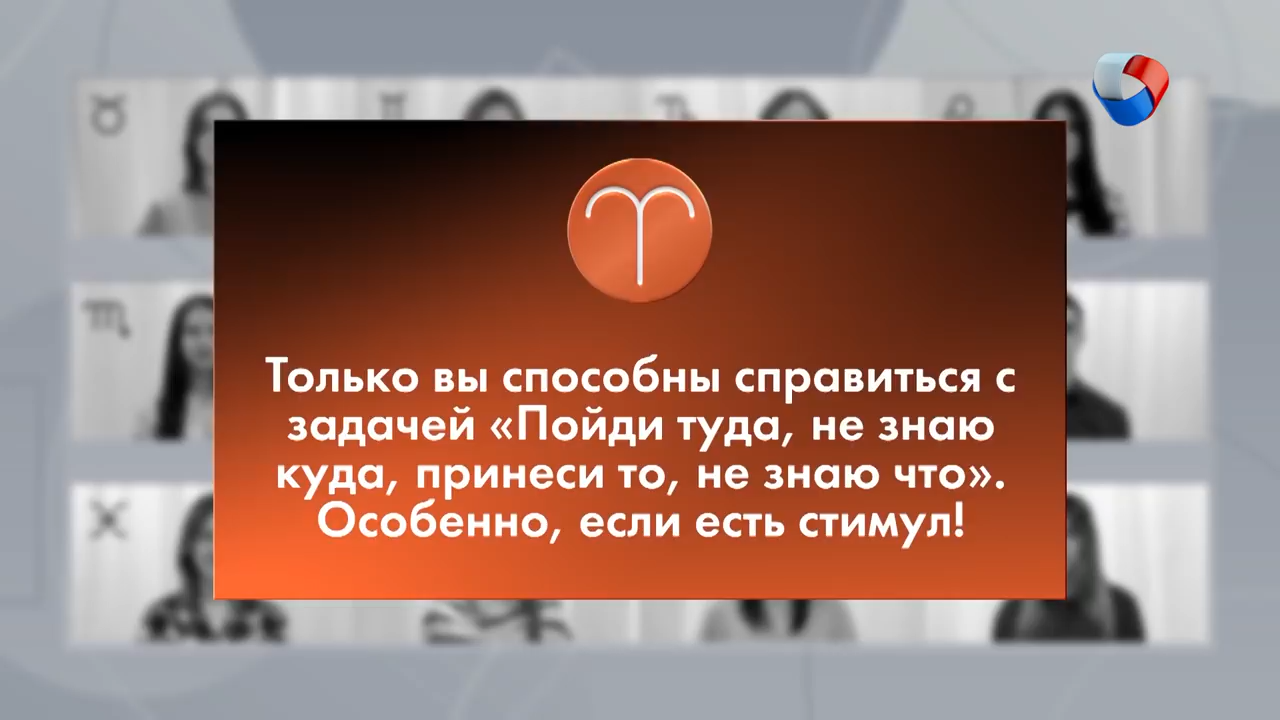 Только вы способны справиться с
задачей «Пойди туда, не знаю
куда, принеси то, не знаю что».
Особенно, если есть стимул!